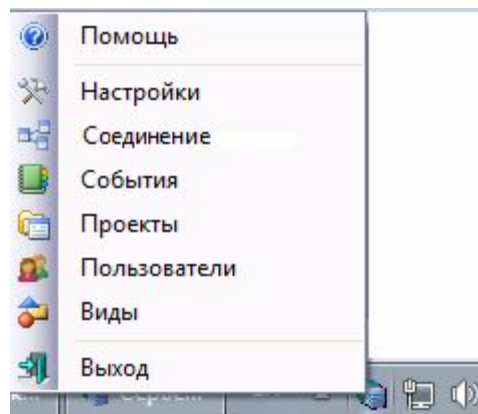 Помощь
Настройки
Соединение
События
Проекты
Пользователи
Виды
Выход